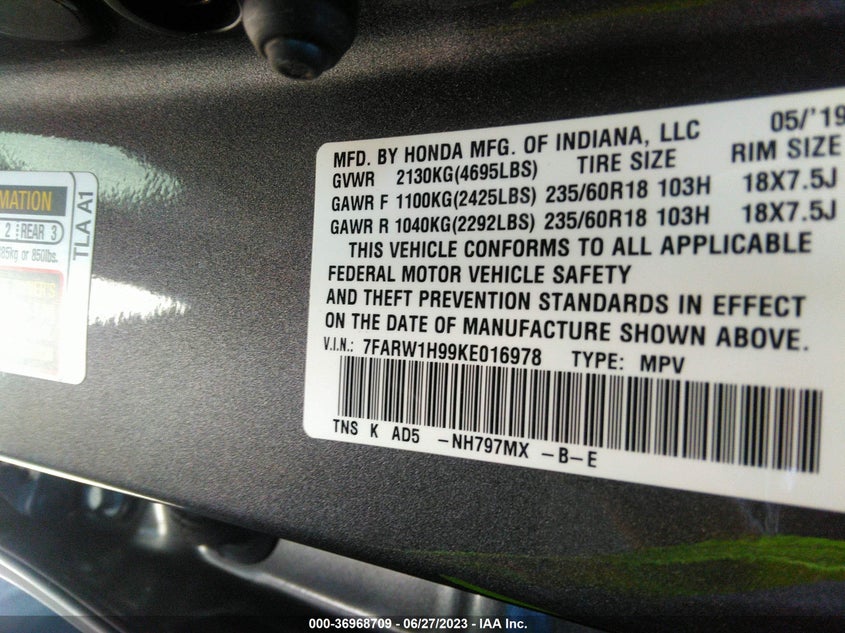 MATION
2 REAR 3
385kg or 850lbs.
TLA A1
05/'19
MFD. BY HONDA MFG. OF INDIANA, LLC
GVWR 2130KG(4695LBS) TIRE SIZE RIM SIZE
GAWR F 1100KG(2425LBS) 235/60R18 103H 18X7.5J
GAWR R 1040KG(2292LBS) 235/60R18 103H 18X7.5J
THIS VEHICLE CONFORMS TO ALL APPLICABLE
FEDERAL MOTOR VEHICLE SAFETY
AND THEFT PREVENTION STANDARDS IN EFFECT
ON THE DATE OF MANUFACTURE SHOWN ABOVE.
V.I.N.: 7FARW1H99KE016978 TYPE: MPV
TNS K AD5 -NH797MX -B-E
000-36968709 - 06/27/2023 - IAA Inc.